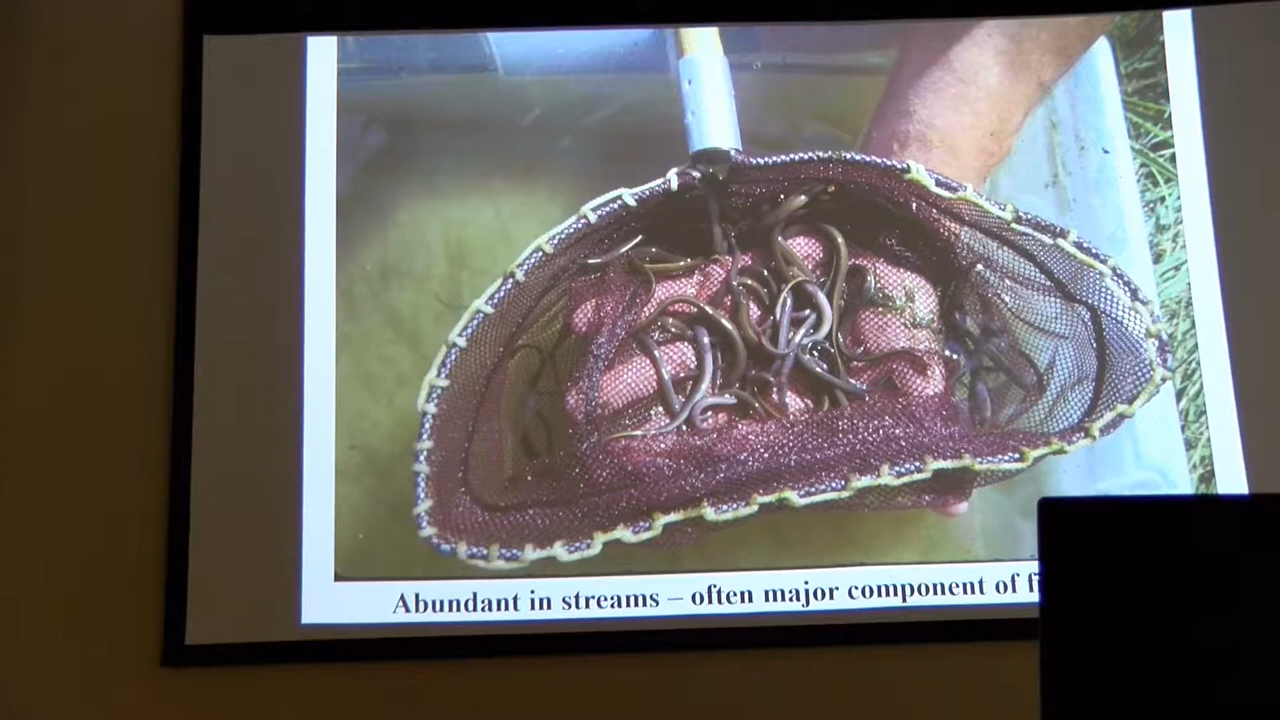 Abundant in streams – often major component of